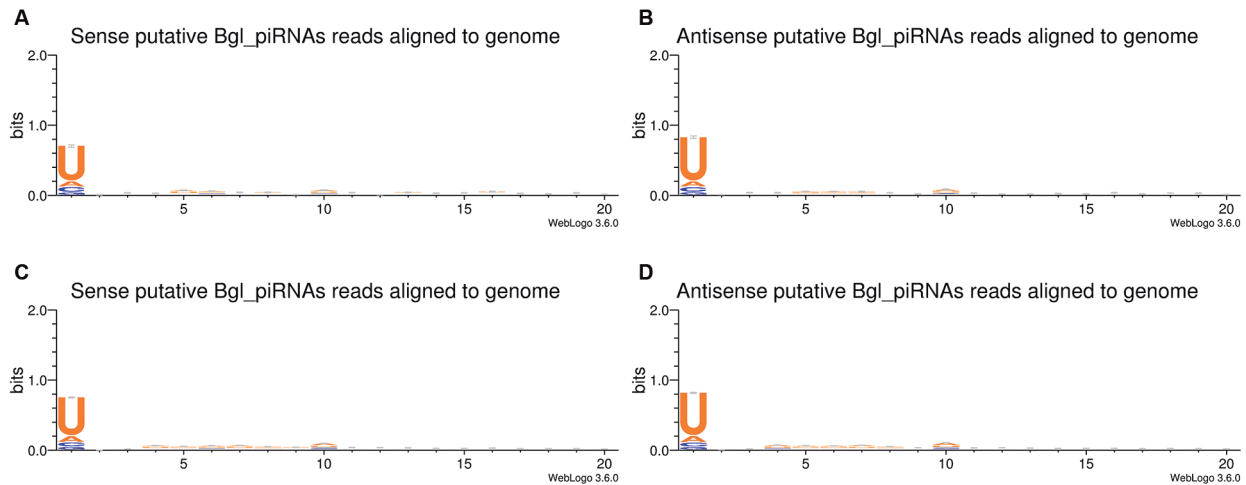 A
Sense putative Bgl_piRNAs reads aligned to genome
2.0
1.0
0.0
bits
U
A
5
10
15
20
WebLogo 3.6.0
B
Antisense putative Bgl_piRNAs reads aligned to genome
2.0
1.0
0.0
bits
U
A
5
10
15
20
WebLogo 3.6.0
C
Sense putative Bgl_piRNAs reads aligned to genome
2.0
1.0
0.0
bits
U
A
5
10
15
20
WebLogo 3.6.0
D
Antisense putative Bgl_piRNAs reads aligned to genome
2.0
1.0
0.0
bits
U
A
5
10
15
20
WebLogo 3.6.0